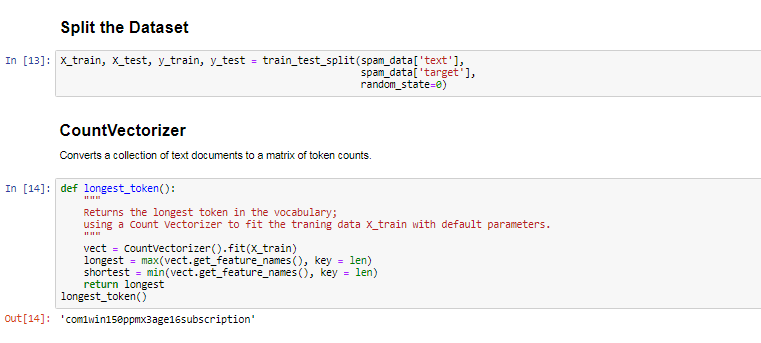 Split the Dataset
In [13]: X_train, X_test, y_train, y_test = train_test_split(spam_data['text'],
spam_data['target'],
random_state=0)
CountVectorizer
Converts a collection of text documents to a matrix of token counts.
In [14]: def longest_token():
"""
Returns the longest token in the vocabulary;
using a Count Vectorizer to fit the traning data X_train with default parameters.
"""
vect = CountVectorizer().fit(X_train)
longest = max(vect.get_feature_names(), key = len)
shortest = min(vect.get_feature_names(), key = len)
return longest
longest_token()
Out[14]: 'com1win150ppmx3age16subscription'